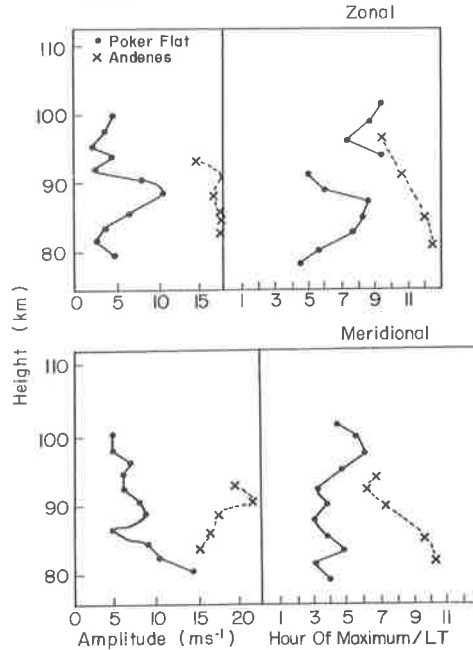 Zonal
• Poker Flat
× Andenes
110
100
90
80
0 5 10 15 1 3 5 7 9 11
Height (km)
Meridional
110
100
90
80
0 5 10 15 20 1 3 5 7 9 11
Amplitude (ms⁻¹) Hour Of Maximum/LT